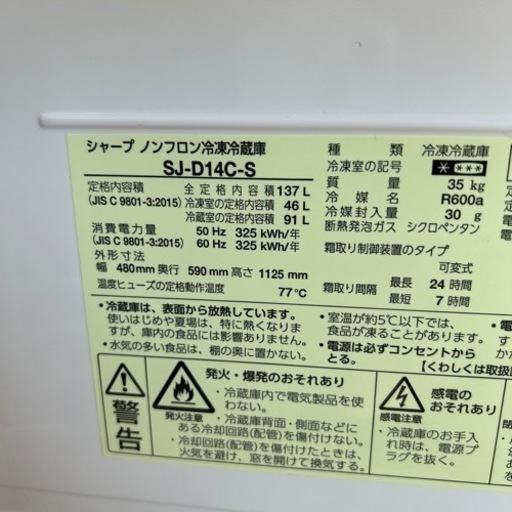 シャープ ノンフロン冷凍冷蔵庫
SJ-D14C-S
定格内容積 全 定格内容積 137 L
(JIS C 9801-3:2015) 冷凍室の定格内容積 46 L
冷蔵室の定格内容積 91 L
消費電力量 50 Hz 325 kWh/年
(JIS C 9801-3:2015) 60 Hz 325 kWh/年
外形寸法
幅 480 mm 奥行 590 mm 高さ 1125 mm
温度ヒューズの定格動作温度 77℃
種類 冷凍冷蔵庫
冷凍室の記号 * ***
質量 35 kg
冷媒 R600a
冷媒封入量 30 g
断熱発泡ガス シクロペンタン
霜取り制御装置のタイプ
可変式
霜取り間隔 最長 24 時間
最短 7 時間
・冷蔵庫は、表面から放熱しています。
使いはじめや夏場は、特に熱くなりま
すが、庫内の食品には影響ありません。
・水気の多い食品は、棚の奥に置かない。
・室温が約5℃以下では、
食品が凍ることがあります。
・電源は必ずコンセントから
とる。 【くわしくは取扱
警告
発火注意
発火・爆発のおそれあり
・冷蔵庫内で電気製品を使
わない。
・冷蔵庫背面・側面などに
ある冷却回路(配管)を傷付けない。
・冷却回路(配管)を傷付けたときは、
火気を避け、窓を開けて換気する。
感電注意
感電の
おそれあり
・冷蔵庫のお手入
れ時は、電源プ
ラグを抜く。